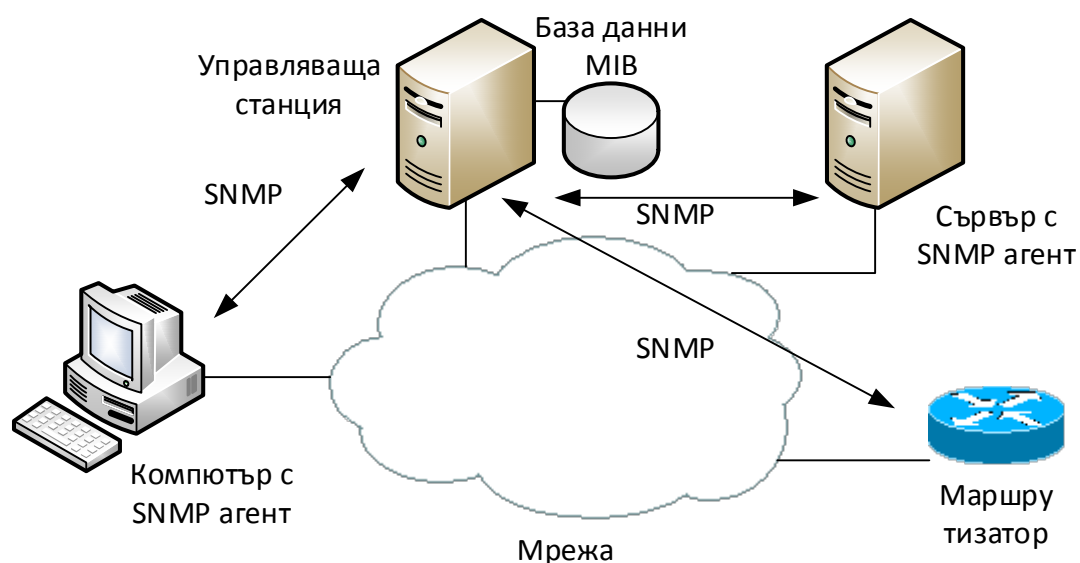 База данни
MIB
Управляваща
станция
SNMP
SNMP
Сървър с
SNMP агент
SNMP
Компютър с
SNMP агент
Маршру
тизатор
Мрежа